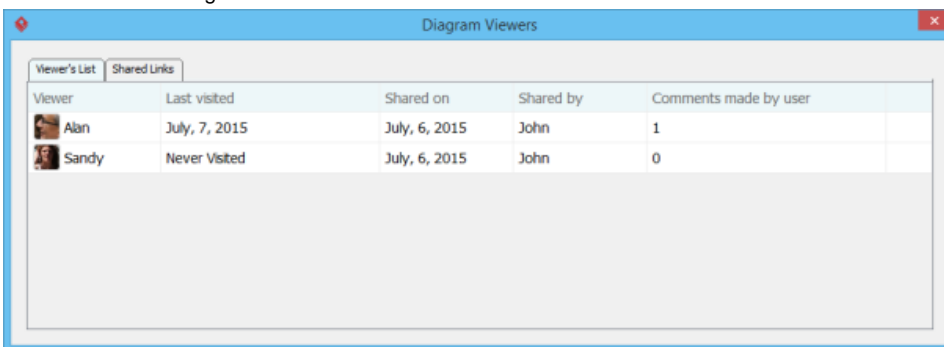 Diagram Viewers
Viewer's List Shared Links
Viewer Last visited Shared on Shared by Comments made by user
Alan July, 7, 2015 July, 6, 2015 John 1
Sandy Never Visited July, 6, 2015 John 0